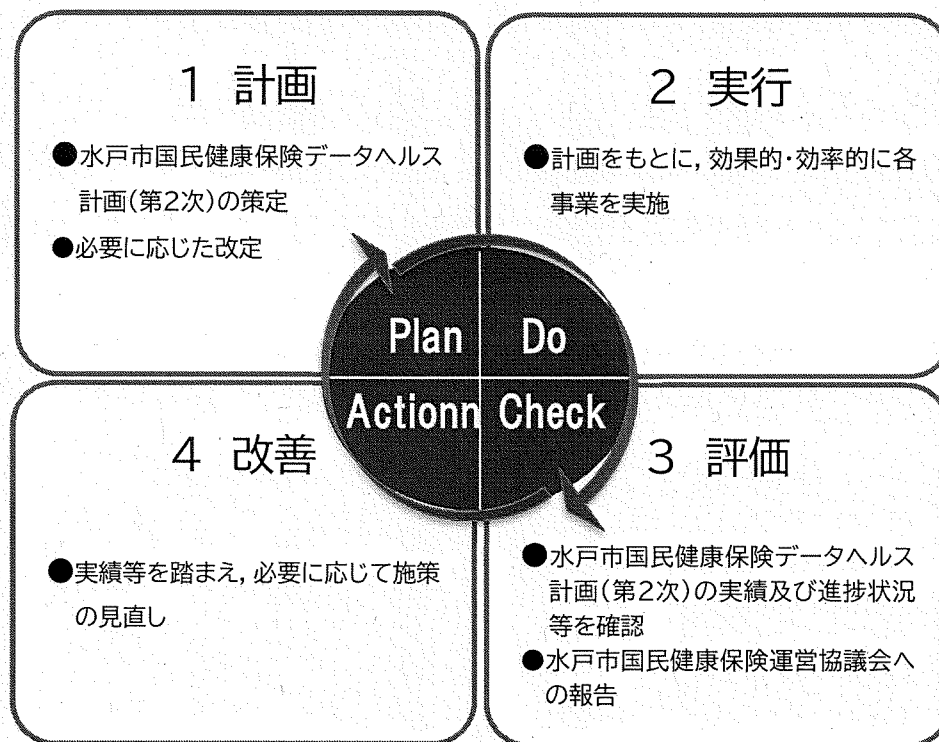 1 計画
●水戸市国民健康保険データヘルス
計画(第2次)の策定
●必要に応じた改定
2 実行
●計画をもとに,効果的・効率的に各
事業を実施
Plan
Do
Actionn
Check
4 改善
●実績等を踏まえ,必要に応じて施策
の見直し
3 評価
●水戸市国民健康保険データヘルス
計画(第2次)の実績及び進捗状況
等を確認
●水戸市国民健康保険運営協議会へ
の報告